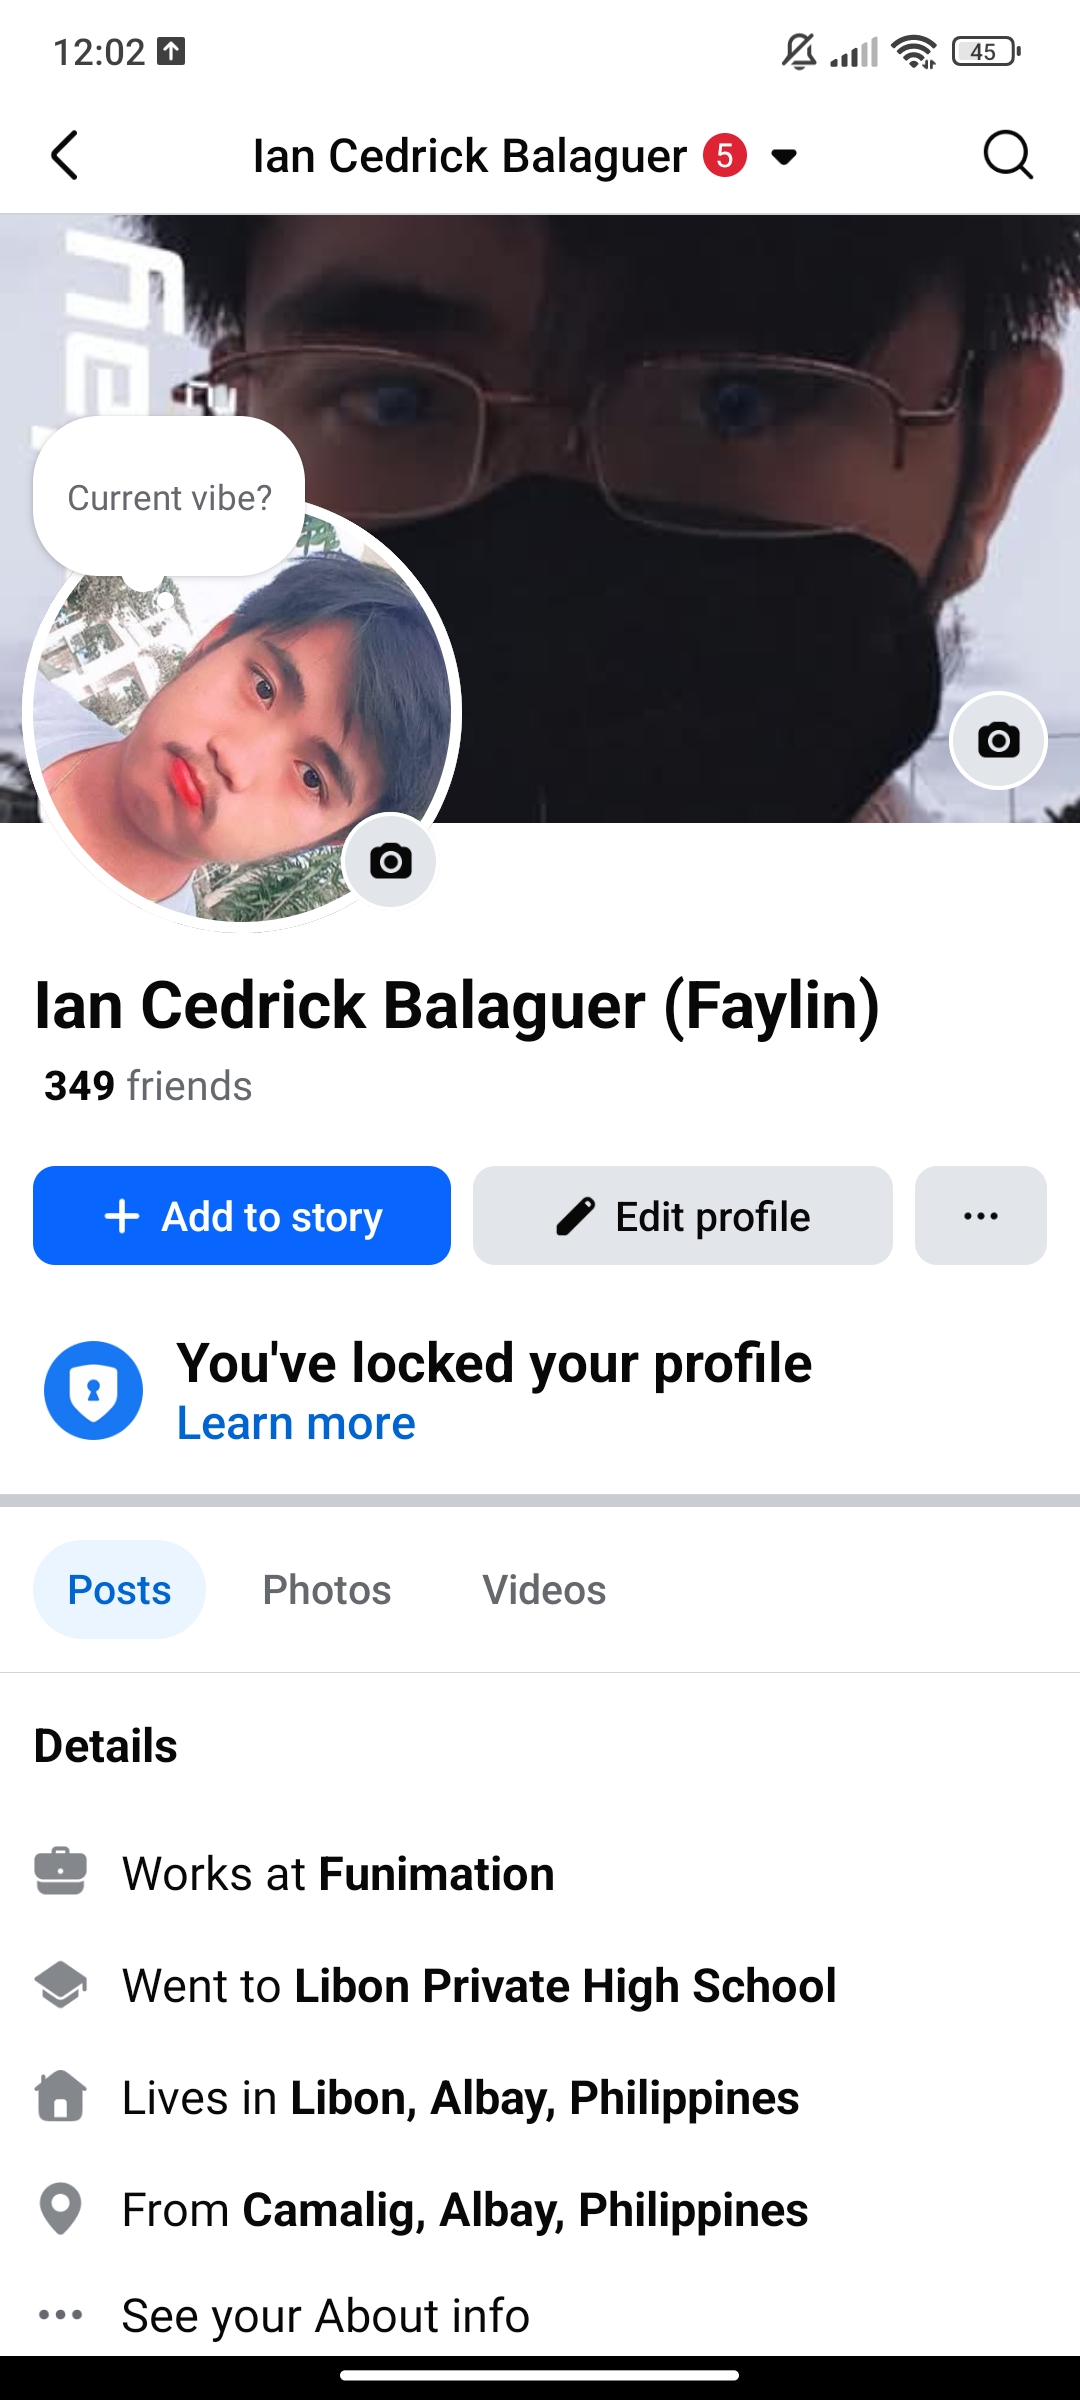 12:02
45
Ian Cedrick Balaguer 5
Current vibe?
Ian Cedrick Balaguer (Faylin)
349 friends
+ Add to story
Edit profile
...
You've locked your profile
Learn more
Posts Photos Videos
Details
Works at Funimation
Went to Libon Private High School
Lives in Libon, Albay, Philippines
From Camalig, Albay, Philippines
... See your About info